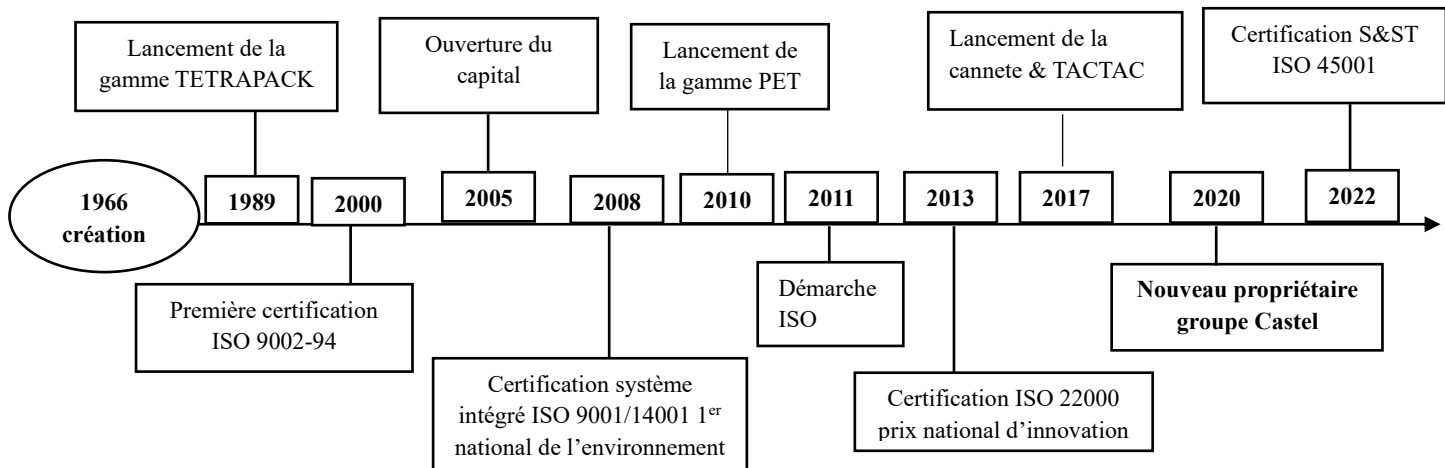 Lancement de la
gamme TETRAPACK
Ouverture du
capital
Lancement de
la gamme PET
Lancement de la
cannete & TACTAC
Certification S&ST
ISO 45001
1966
création
1989
2000
2005
2008
2010
2011
2013
2017
2020
2022
Première certification
ISO 9002-94
Certification système
intégré ISO 9001/14001 1er
national de l’environnement
Démarche
ISO
Certification ISO 22000
prix national d’innovation
Nouveau propriétaire
groupe Castel